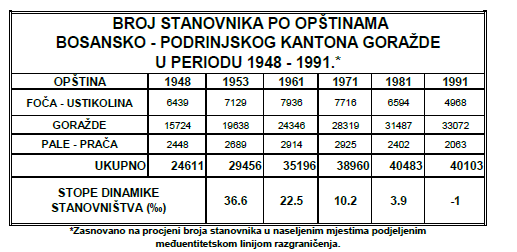 BROJ STANOVNIKA PO OPŠTINAMA
BOSANSKO - PODRINJSKOG KANTONA GORAŽDE
U PERIODU 1948 - 1991.*
OPŠTINA 1948 1953 1961 1971 1981 1991
FOČA - USTIKOLINA 6439 7129 7936 7716 6594 4968
GORAŽDE 15724 19638 24346 28319 31487 33072
PALE - PRAČA 2448 2689 2914 2925 2402 2063
UKUPNO 24611 29456 35196 38960 40483 40103
STOPE DINAMIKE
STANOVNIŠTVA (‰) 36.6 22.5 10.2 3.9 -1
*Zasnovano na procjeni broja stanovnika u naseljenim mjestima podjeljenim
međuentitetskom linijom razgraničenja.